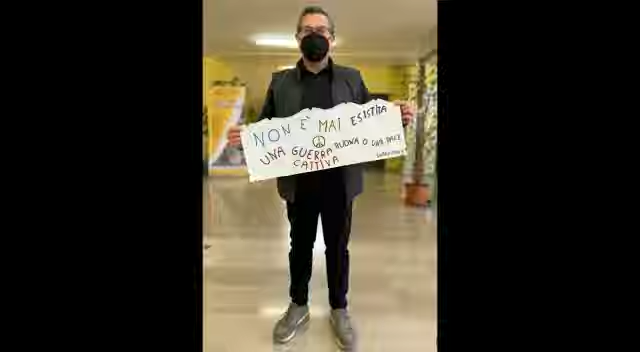 NON È MAI ESISTITA
UNA GUERRA BUONA O UNA PACE
CATTIVA